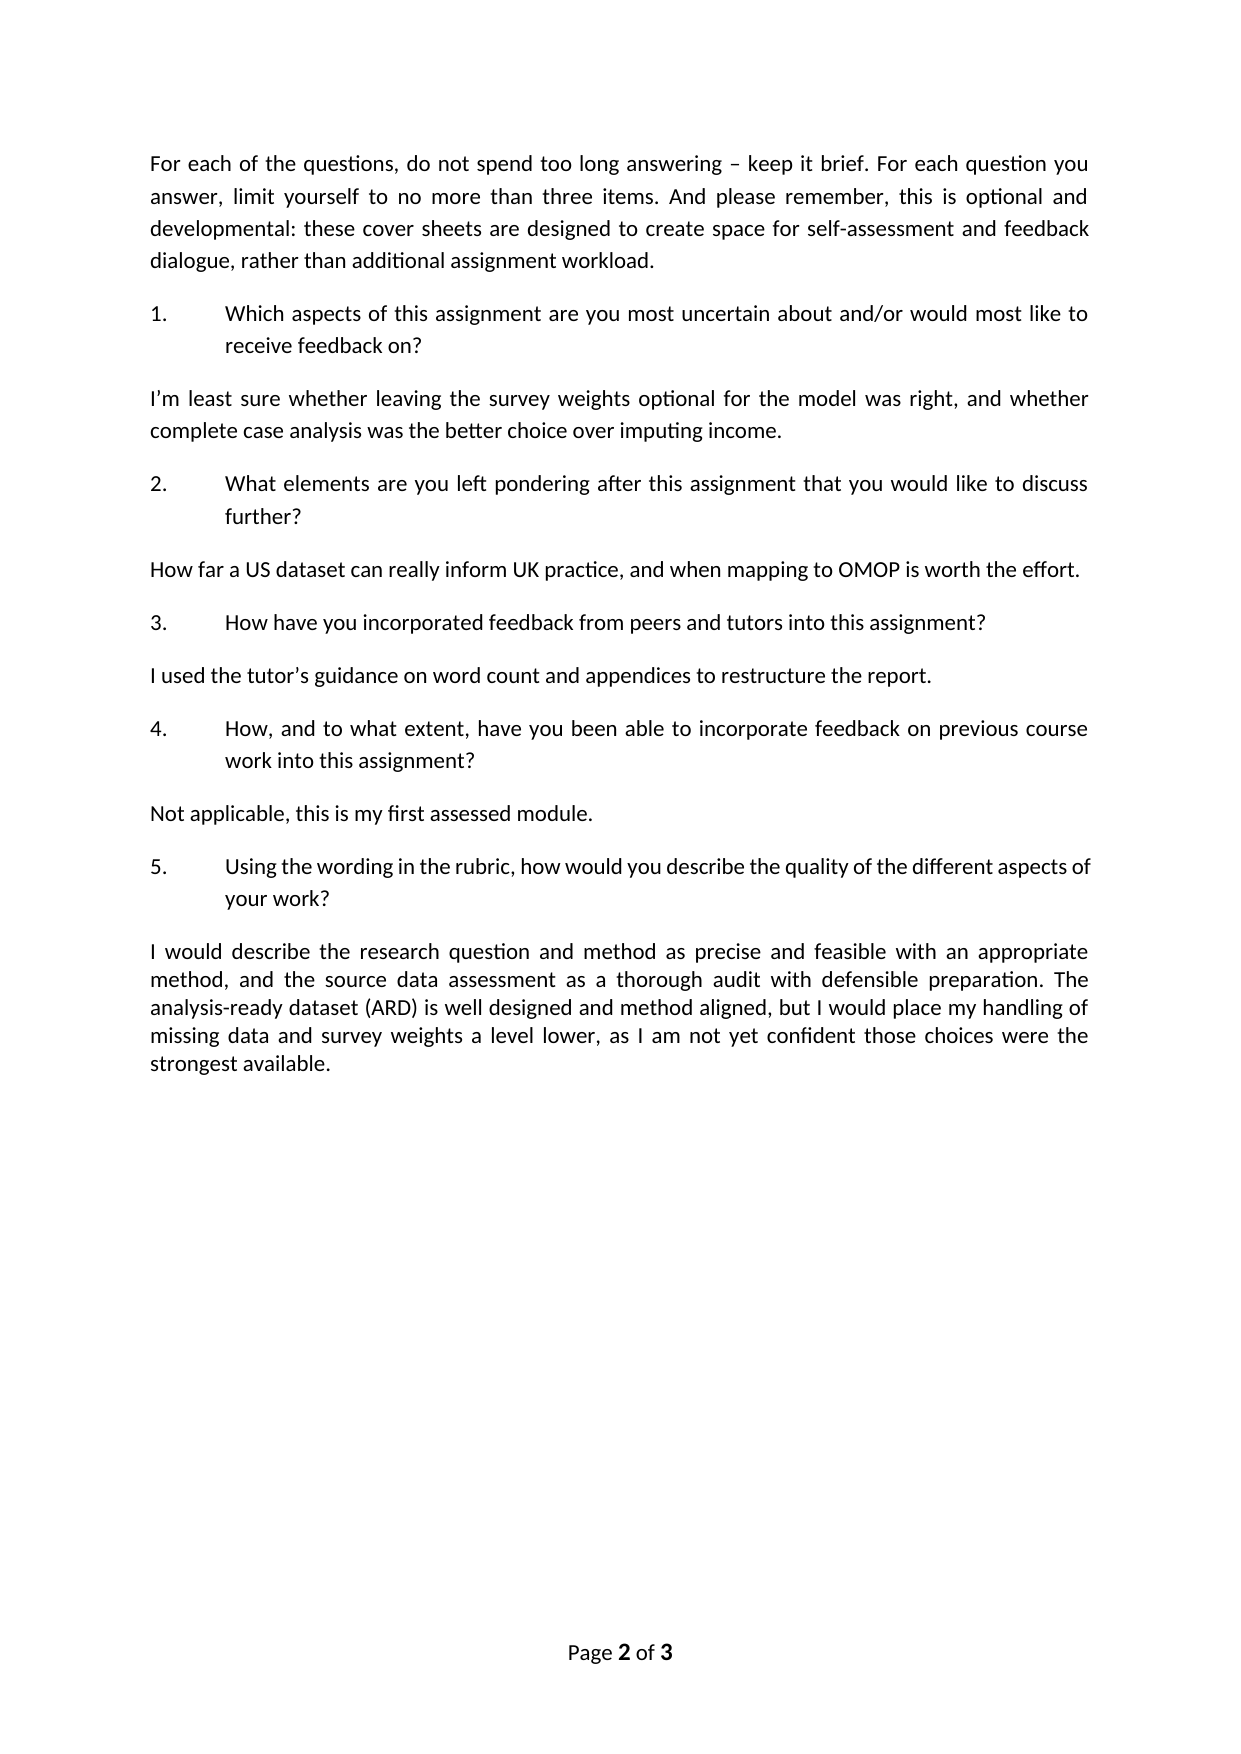 For each of the questions, do not spend too long answering – keep it brief. For each question you
answer, limit yourself to no more than three items. And please remember, this is optional and
developmental: these cover sheets are designed to create space for self-assessment and feedback
dialogue, rather than additional assignment workload.
1. Which aspects of this assignment are you most uncertain about and/or would most like to
receive feedback on?
I’m least sure whether leaving the survey weights optional for the model was right, and whether
complete case analysis was the better choice over imputing income.
2. What elements are you left pondering after this assignment that you would like to discuss
further?
How far a US dataset can really inform UK practice, and when mapping to OMOP is worth the effort.
3. How have you incorporated feedback from peers and tutors into this assignment?
I used the tutor’s guidance on word count and appendices to restructure the report.
4. How, and to what extent, have you been able to incorporate feedback on previous course
work into this assignment?
Not applicable, this is my first assessed module.
5. Using the wording in the rubric, how would you describe the quality of the different aspects of
your work?
I would describe the research question and method as precise and feasible with an appropriate
method, and the source data assessment as a thorough audit with defensible preparation. The
analysis-ready dataset (ARD) is well designed and method aligned, but I would place my handling of
missing data and survey weights a level lower, as I am not yet confident those choices were the
strongest available.
Page 2 of 3